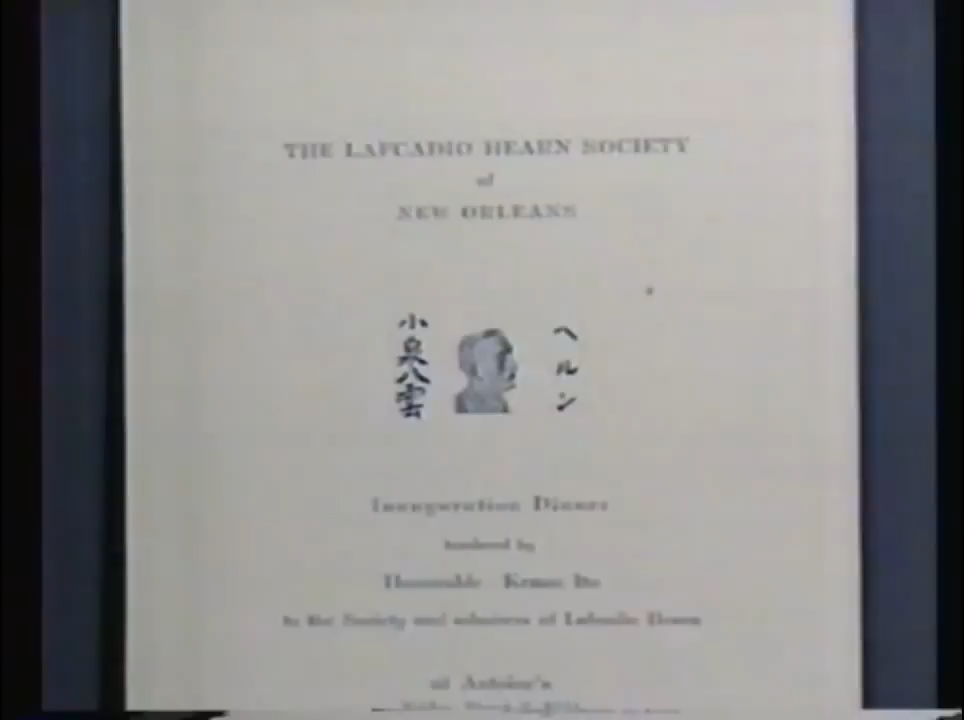 THE LAFCADIO HEARN SOCIETY
of
NEW ORLEANS
小泉八雲
ヘルン
Inauguration Dinner
tendered by
Honorable Kenzo Ito
to the Society and admirers of Lafcadio Hearn
at Antoine's